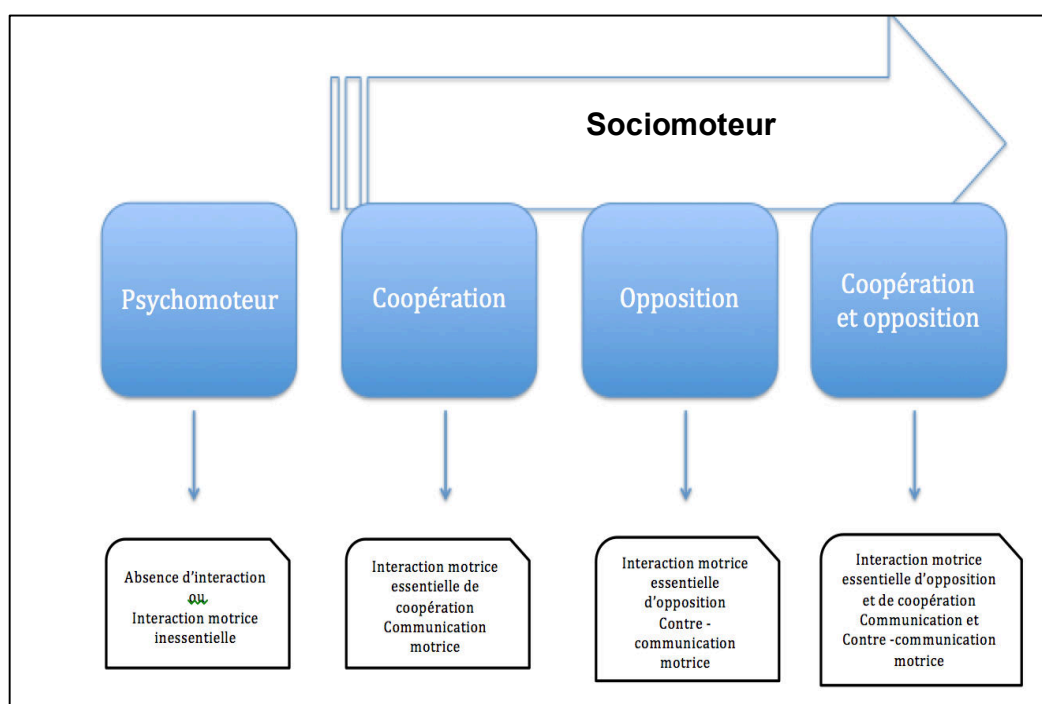 Sociomoteur
Psychomoteur
Coopération
Opposition
Coopération
et opposition
Absence d'interaction
ou
Interaction motrice
inessentielle
Interaction motrice
essentielle de
coopération
Communication
motrice
Interaction motrice
essentielle
d'opposition
Contre -
communication
motrice
Interaction motrice
essentielle d'opposition
et de coopération
Communication et
Contre -communication
motrice